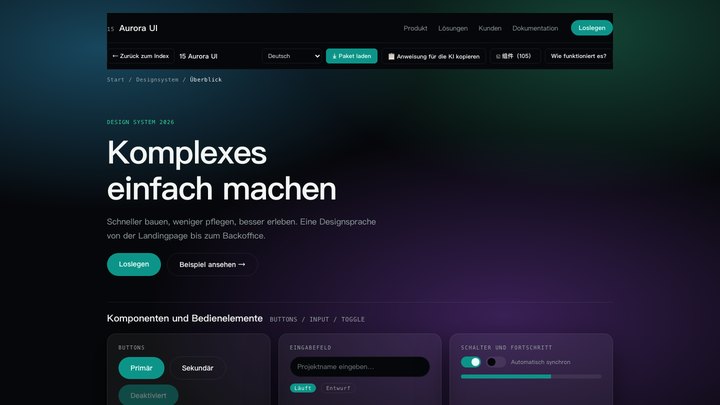 15 Aurora UI
Produkt Lösungen Kunden Dokumentation Loslegen
← Zurück zum Index 15 Aurora UI Deutsch ⤓ Paket laden 📋 Anweisung für die KI kopieren ⧉ 组件 (105) Wie funktioniert es?
Start / Designsystem / Überblick
DESIGN SYSTEM 2026
Komplexes
einfach machen
Schneller bauen, weniger pflegen, besser erleben. Eine Designsprache
von der Landingpage bis zum Backoffice.
Loslegen Beispiel ansehen →
Komponenten und Bedienelemente BUTTONS / INPUT / TOGGLE
BUTTONS EINGABEFELD SCHALTER UND FORTSCHRITT
Primär Sekundär Projektname eingeben... Automatisch synchron
Läuft Entwurf
Deaktiviert